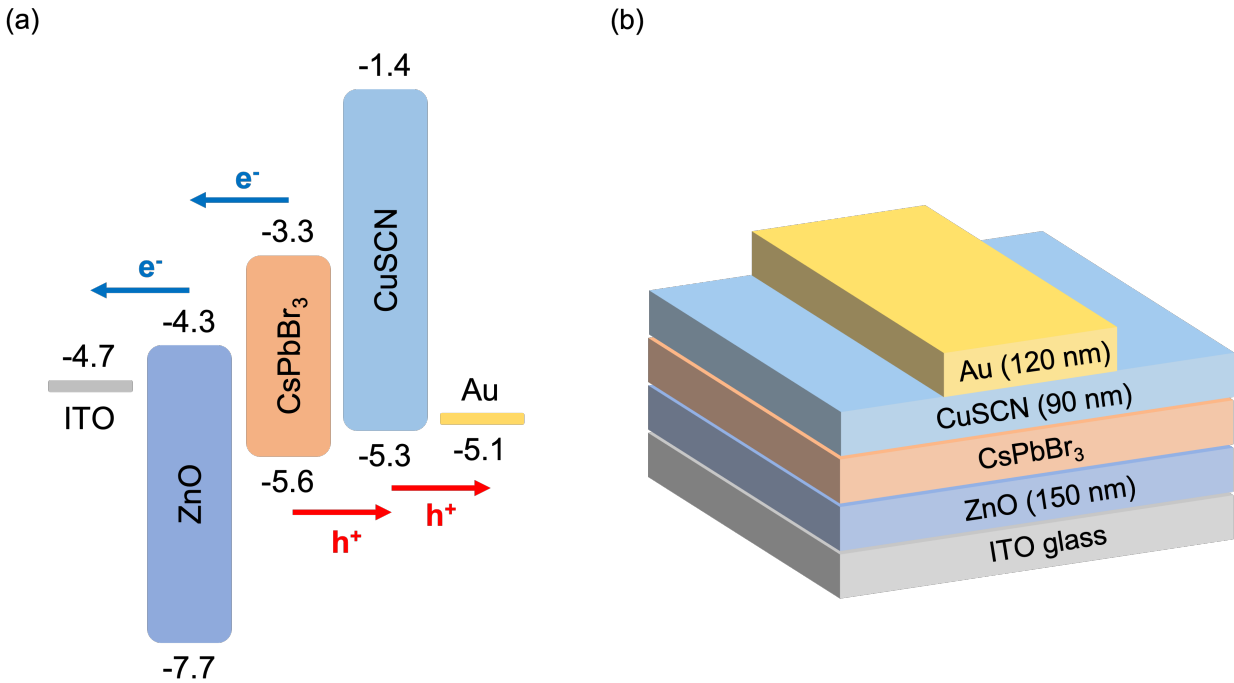 (a)
-1.4
e-
-3.3
CuSCN
e-
-4.3
CsPbBr3
-4.7
ITO
ZnO
Au
-5.1
-5.3
-5.6
h+
h+
-7.7
(b)
Au (120 nm)
CuSCN (90 nm)
CsPbBr3
ZnO (150 nm)
ITO glass